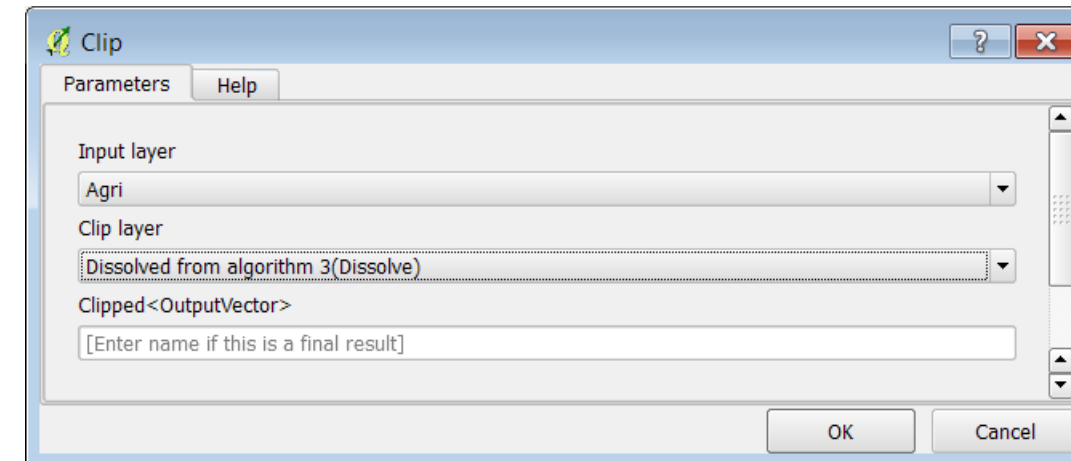 Clip
Parameters Help
Input layer
Agri
Clip layer
Dissolved from algorithm 3(Dissolve)
Clipped<OutputVector>
[Enter name if this is a final result]
OK Cancel